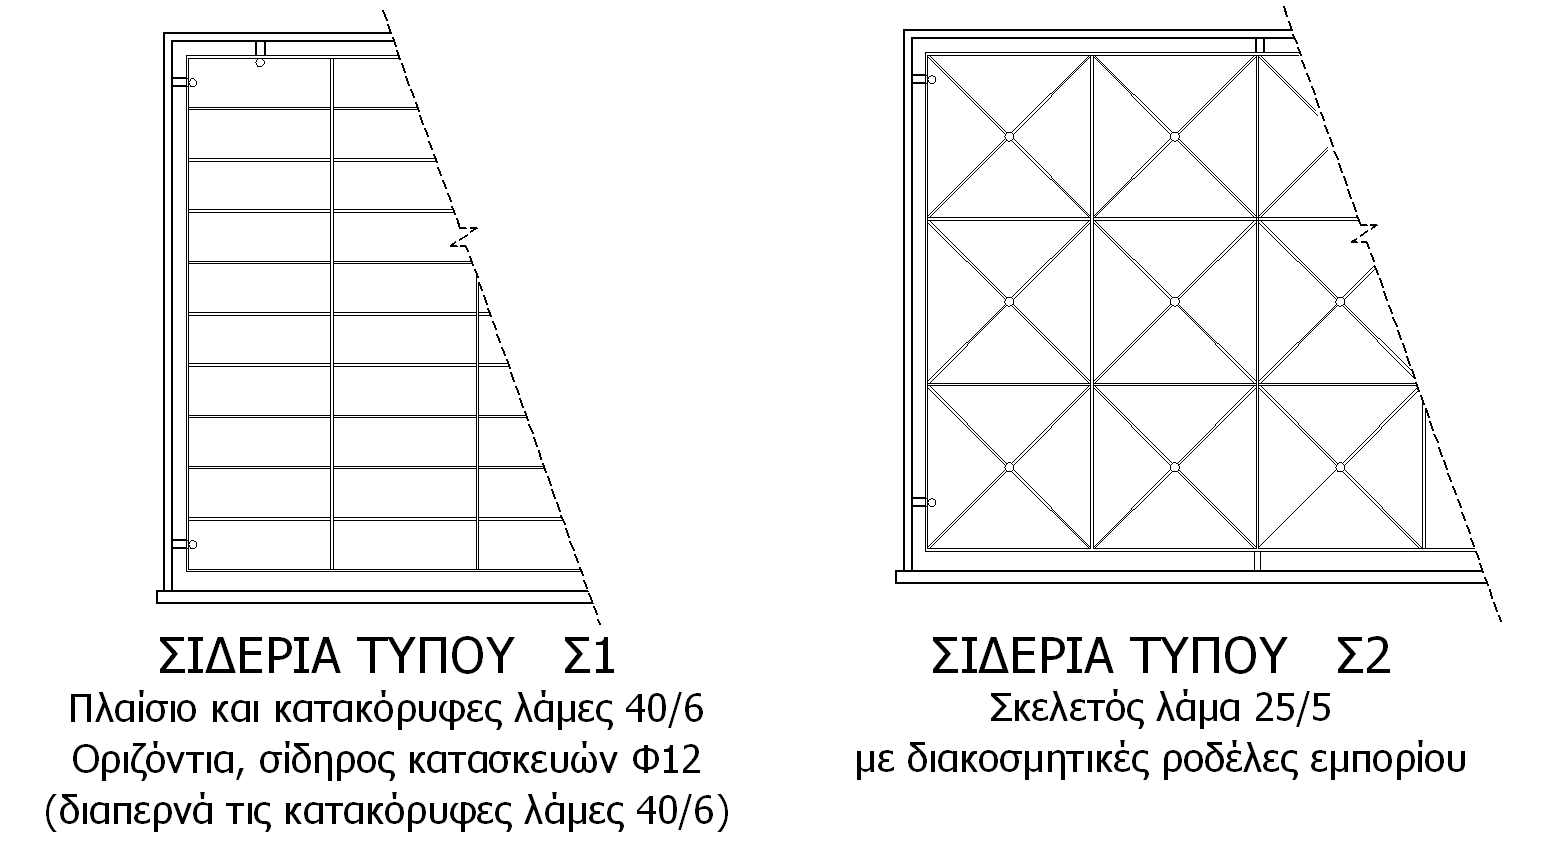 ΣΙΔΕΡΙΑ ΤΥΠΟΥ Σ1
Πλαίσιο και κατακόρυφες λάμες 40/6
Οριζόντια, σίδηρος κατασκευών Φ12
(διαπερνά τις κατακόρυφες λάμες 40/6)
ΣΙΔΕΡΙΑ ΤΥΠΟΥ Σ2
Σκελετός λάμα 25/5
με διακοσμητικές ροδέλες εμπορίου